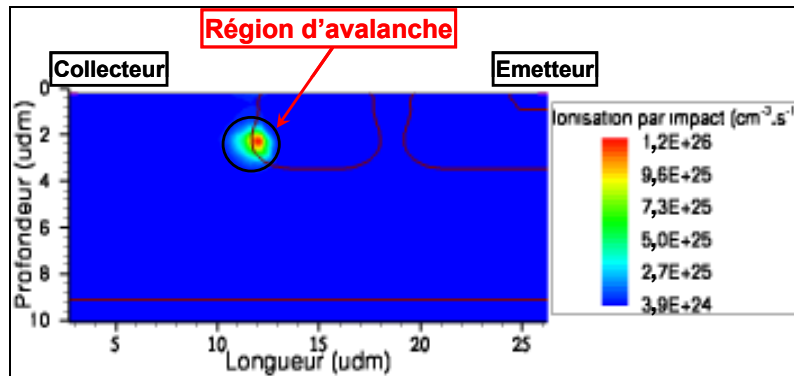 Région d’avalanche
Collecteur
Emetteur
Ionisation par impact (cm⁻³.s⁻¹
1,2E+26
9,6E+25
7,3E+25
5,0E+25
2,7E+25
3,9E+24
Profondeur (udm)
0
2
4
6
8
10
5
10
15
20
25
Longueur (udm)